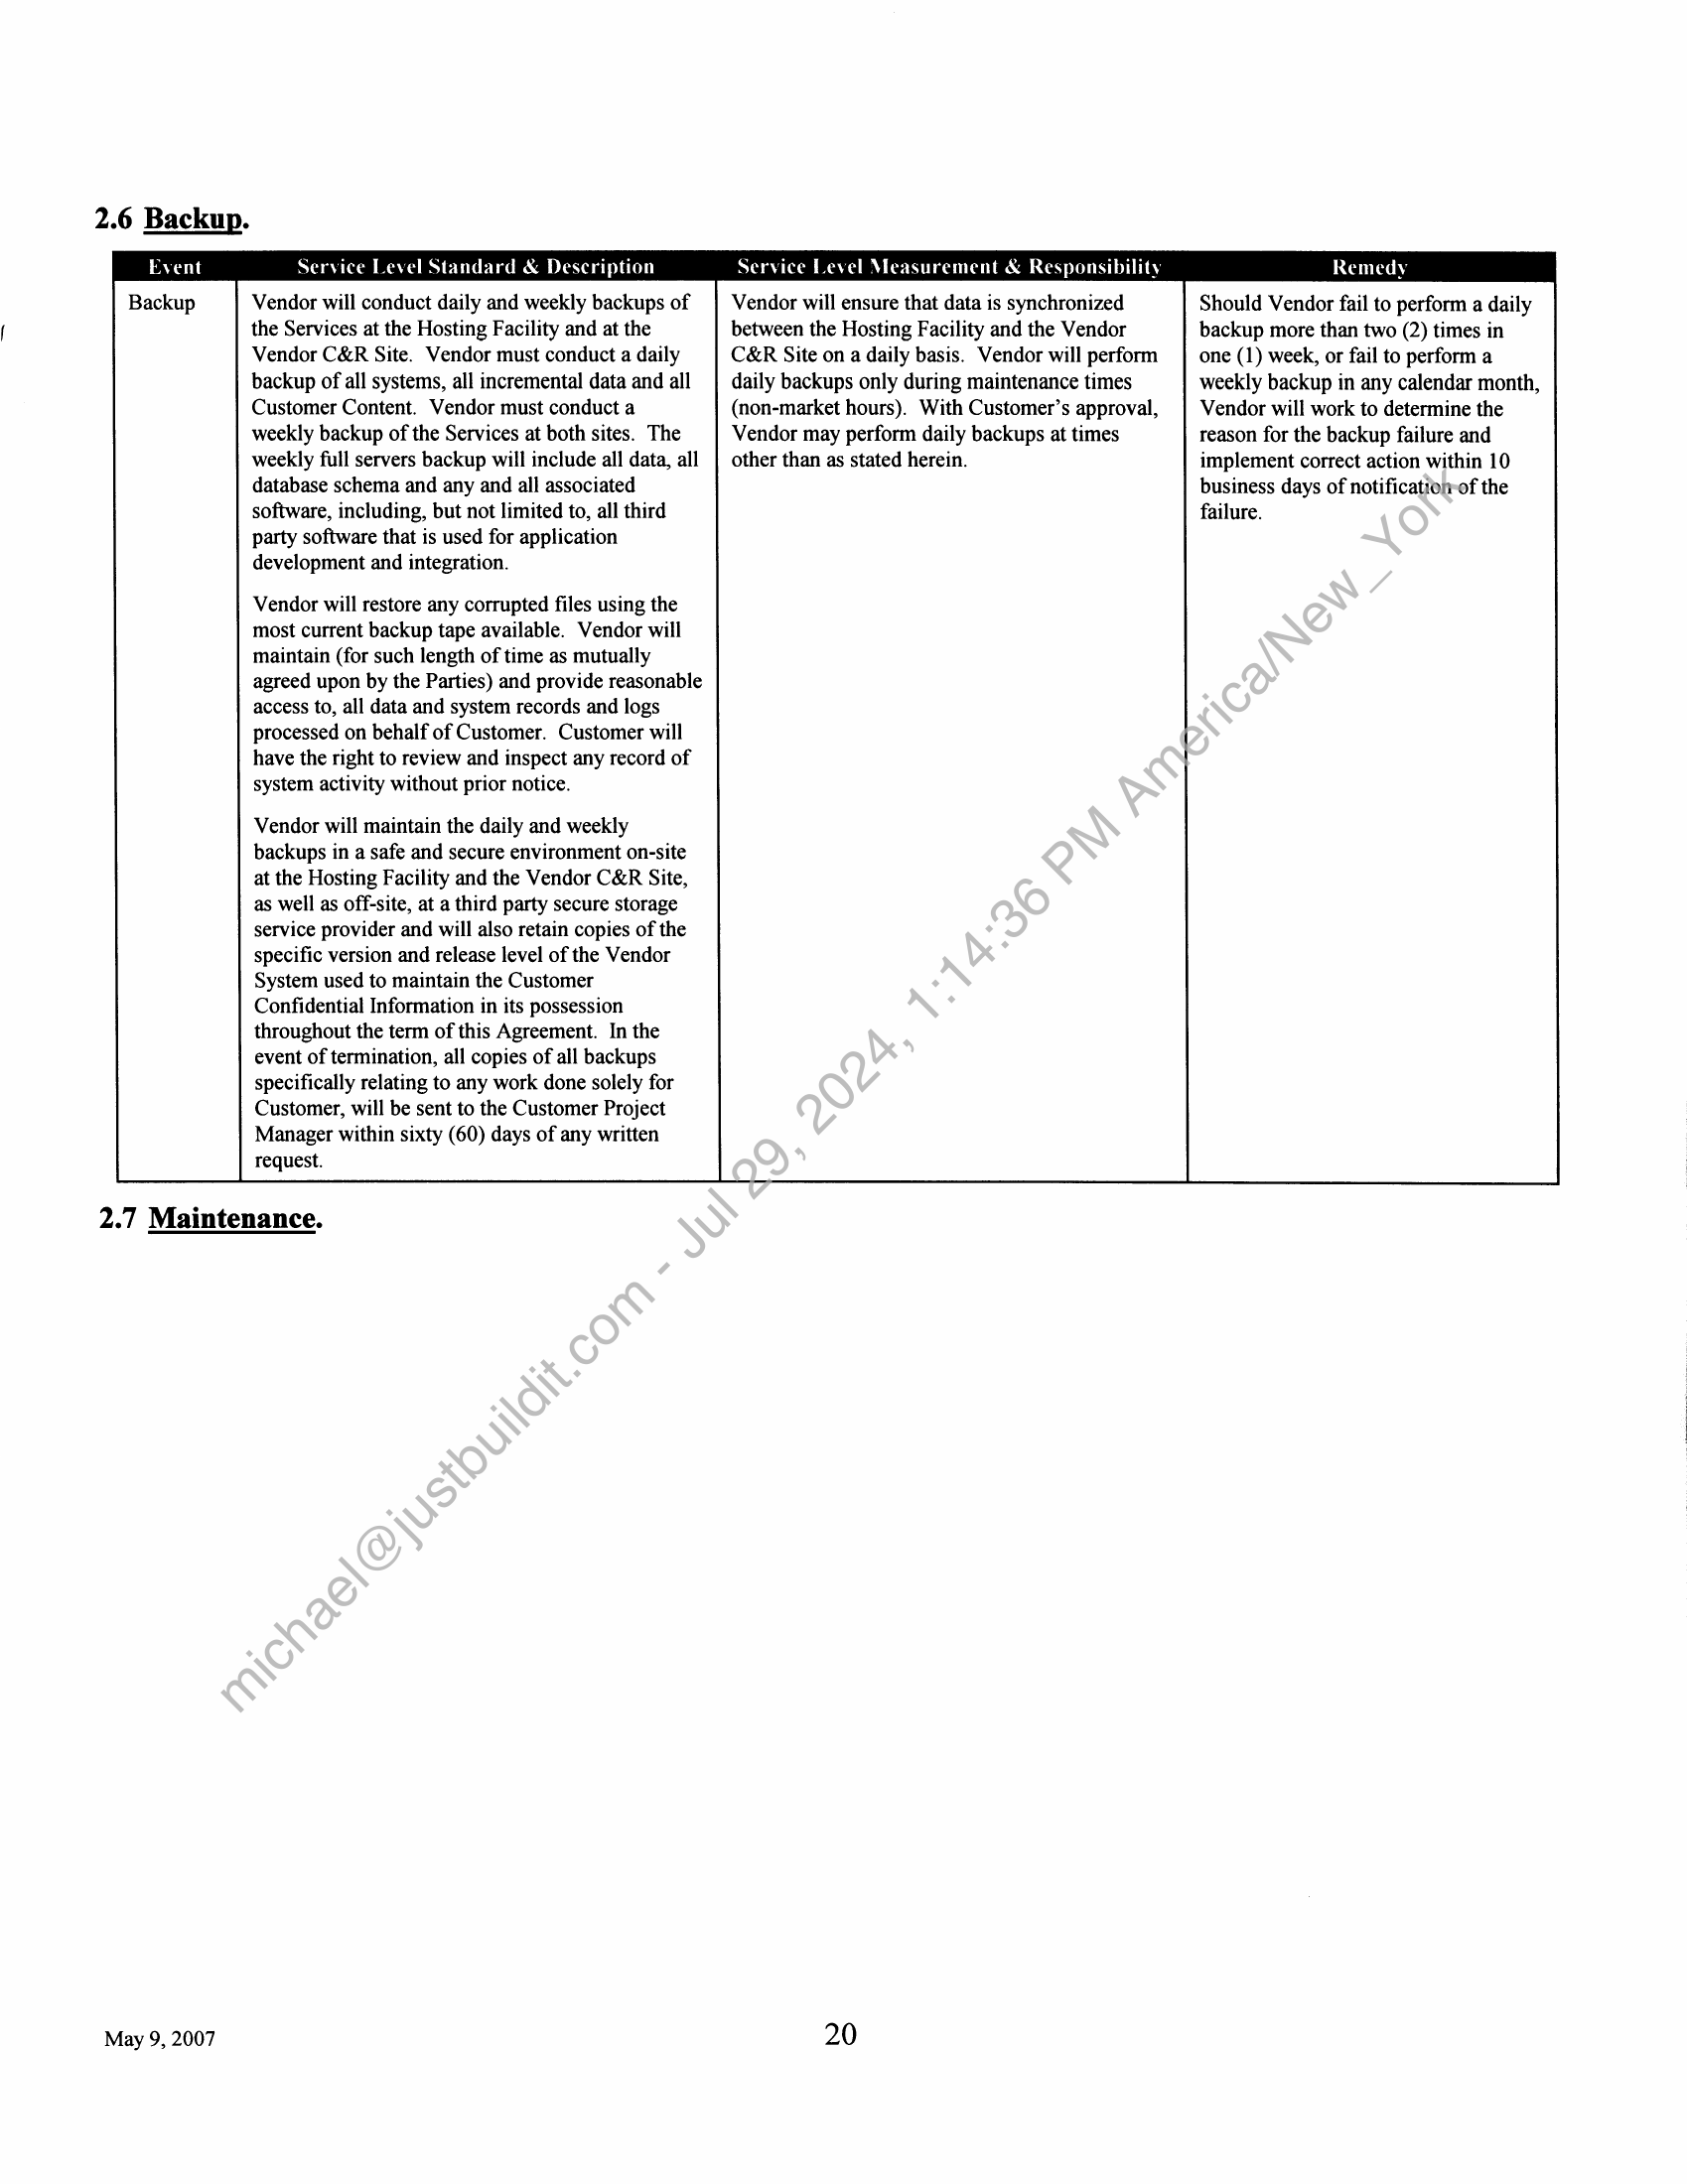 2.6 Backup.
Event Service Level Standard & Description Service Level Measurement & Responsibility Remedy
Backup
Vendor will conduct daily and weekly backups of
the Services at the Hosting Facility and at the
Vendor C&R Site. Vendor must conduct a daily
backup of all systems, all incremental data and all
Customer Content. Vendor must conduct a
weekly backup of the Services at both sites. The
weekly full servers backup will include all data, all
database schema and any and all associated
software, including, but not limited to, all third
party software that is used for application
development and integration.
Vendor will restore any corrupted files using the
most current backup tape available. Vendor will
maintain (for such length of time as mutually
agreed upon by the Parties) and provide reasonable
access to, all data and system records and logs
processed on behalf of Customer. Customer will
have the right to review and inspect any record of
system activity without prior notice.
Vendor will maintain the daily and weekly
backups in a safe and secure environment on-site
at the Hosting Facility and the Vendor C&R Site,
as well as off-site, at a third party secure storage
service provider and will also retain copies of the
specific version and release level of the Vendor
System used to maintain the Customer
Confidential Information in its possession
throughout the term of this Agreement. In the
event of termination, all copies of all backups
specifically relating to any work done solely for
Customer, will be sent to the Customer Project
Manager within sixty (60) days of any written
request.
Vendor will ensure that data is synchronized
between the Hosting Facility and the Vendor
C&R Site on a daily basis. Vendor will perform
daily backups only during maintenance times
(non-market hours). With Customer's approval,
Vendor may perform daily backups at times
other than as stated herein.
Should Vendor fail to perform a daily
backup more than two (2) times in
one (1) week, or fail to perform a
weekly backup in any calendar month,
Vendor will work to determine the
reason for the backup failure and
implement correct action within 10
business days of notification of the
failure.
2.7 Maintenance.
michael@justbuildit.com - Jul 29, 2024, 1:14:36 PM America/New_York
May 9, 2007
20